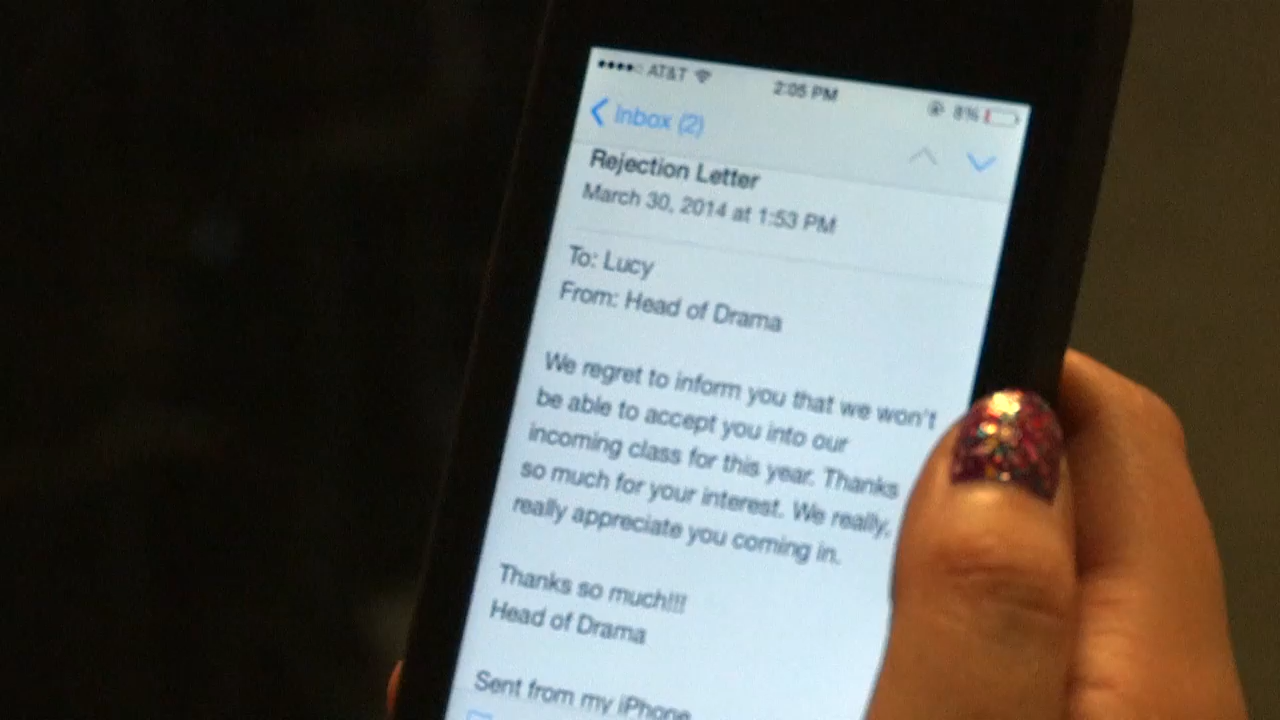 AT&T 2:05 PM 8%
Inbox (2)
Rejection Letter
March 30, 2014 at 1:53 PM
To: Lucy
From: Head of Drama
We regret to inform you that we won't
be able to accept you into our
incoming class for this year. Thanks
so much for your interest. We really,
really appreciate you coming in.
Thanks so much!!!
Head of Drama
Sent from my iPhone